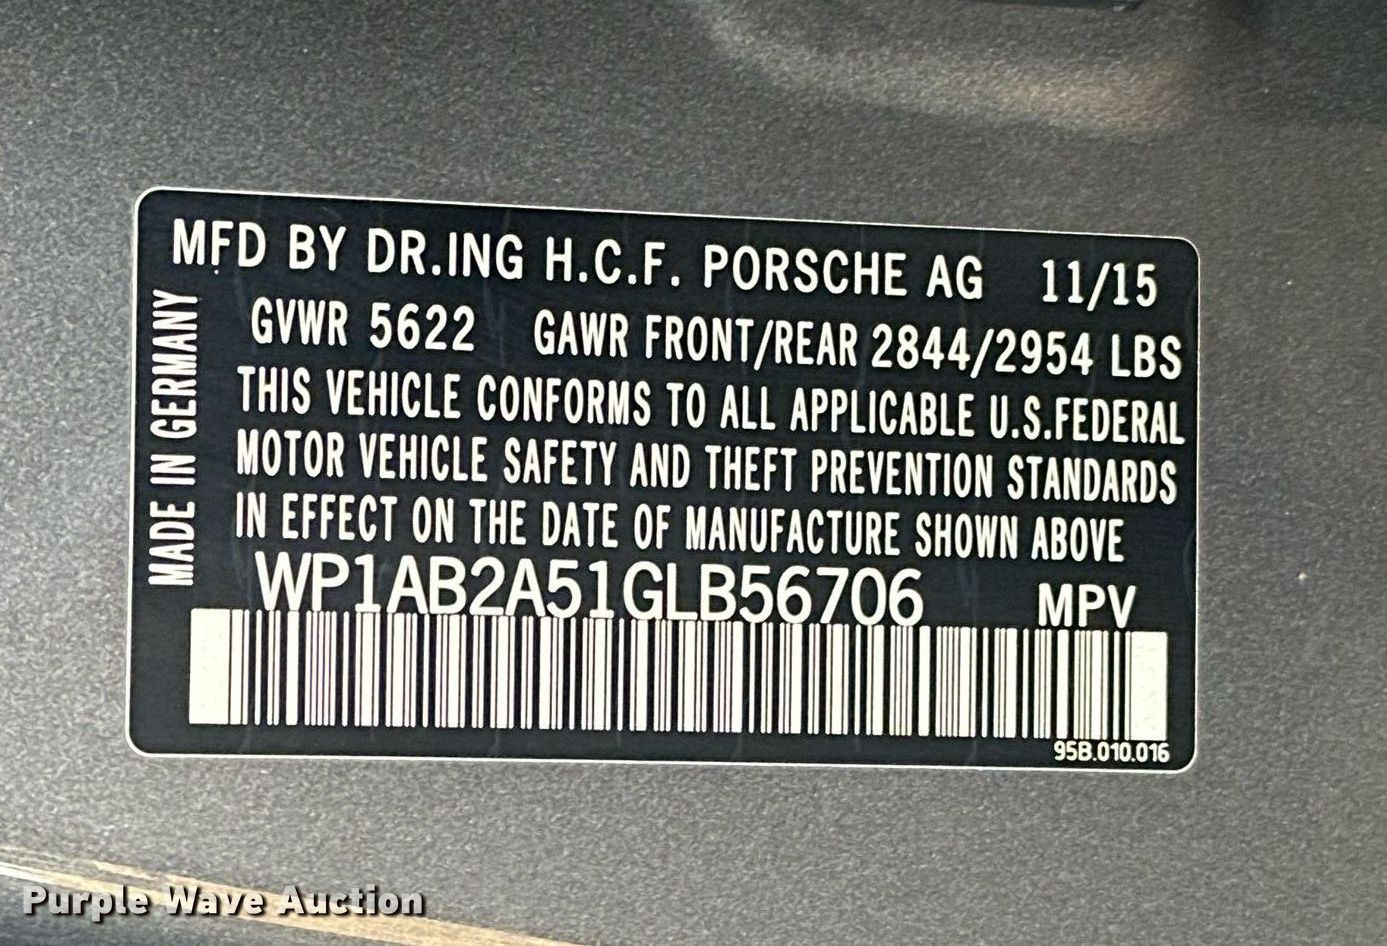 MFD BY DR.ING H.C.F. PORSCHE AG 11/15
GVWR 5622 GAWR FRONT/REAR 2844/2954 LBS
THIS VEHICLE CONFORMS TO ALL APPLICABLE U.S.FEDERAL
MOTOR VEHICLE SAFETY AND THEFT PREVENTION STANDARDS
IN EFFECT ON THE DATE OF MANUFACTURE SHOWN ABOVE
MADE IN GERMANY
WP1AB2A51GLB56706 MPV
95B.010.016
Purple Wave Auction